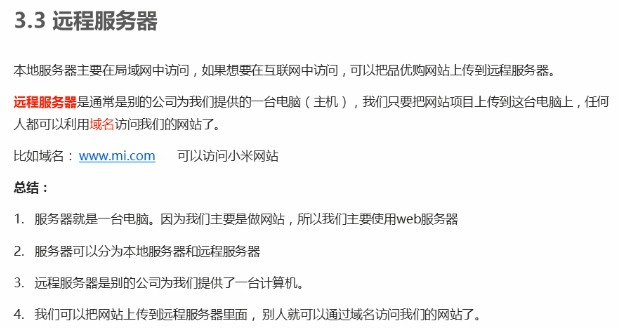 3.3 远程服务器
本地服务器主要在局域网中访问，如果想要在互联网中访问，可以把品优购网站上传到远程服务器。
远程服务器是通常是别的公司为我们提供的一台电脑（主机），我们只要把网站项目上传到这台电脑上，任何
人都可以利用域名访问我们的网站了。
比如域名：www.mi.com 可以访问小米网站
总结：
1. 服务器就是一台电脑。因为我们主要是做网站，所以我们主要使用web服务器
2. 服务器可以分为本地服务器和远程服务器
3. 远程服务器是别的公司为我们提供了一台计算机。
4. 我们可以把网站上传到远程服务器里面，别人就可以通过域名访问我们的网站了。